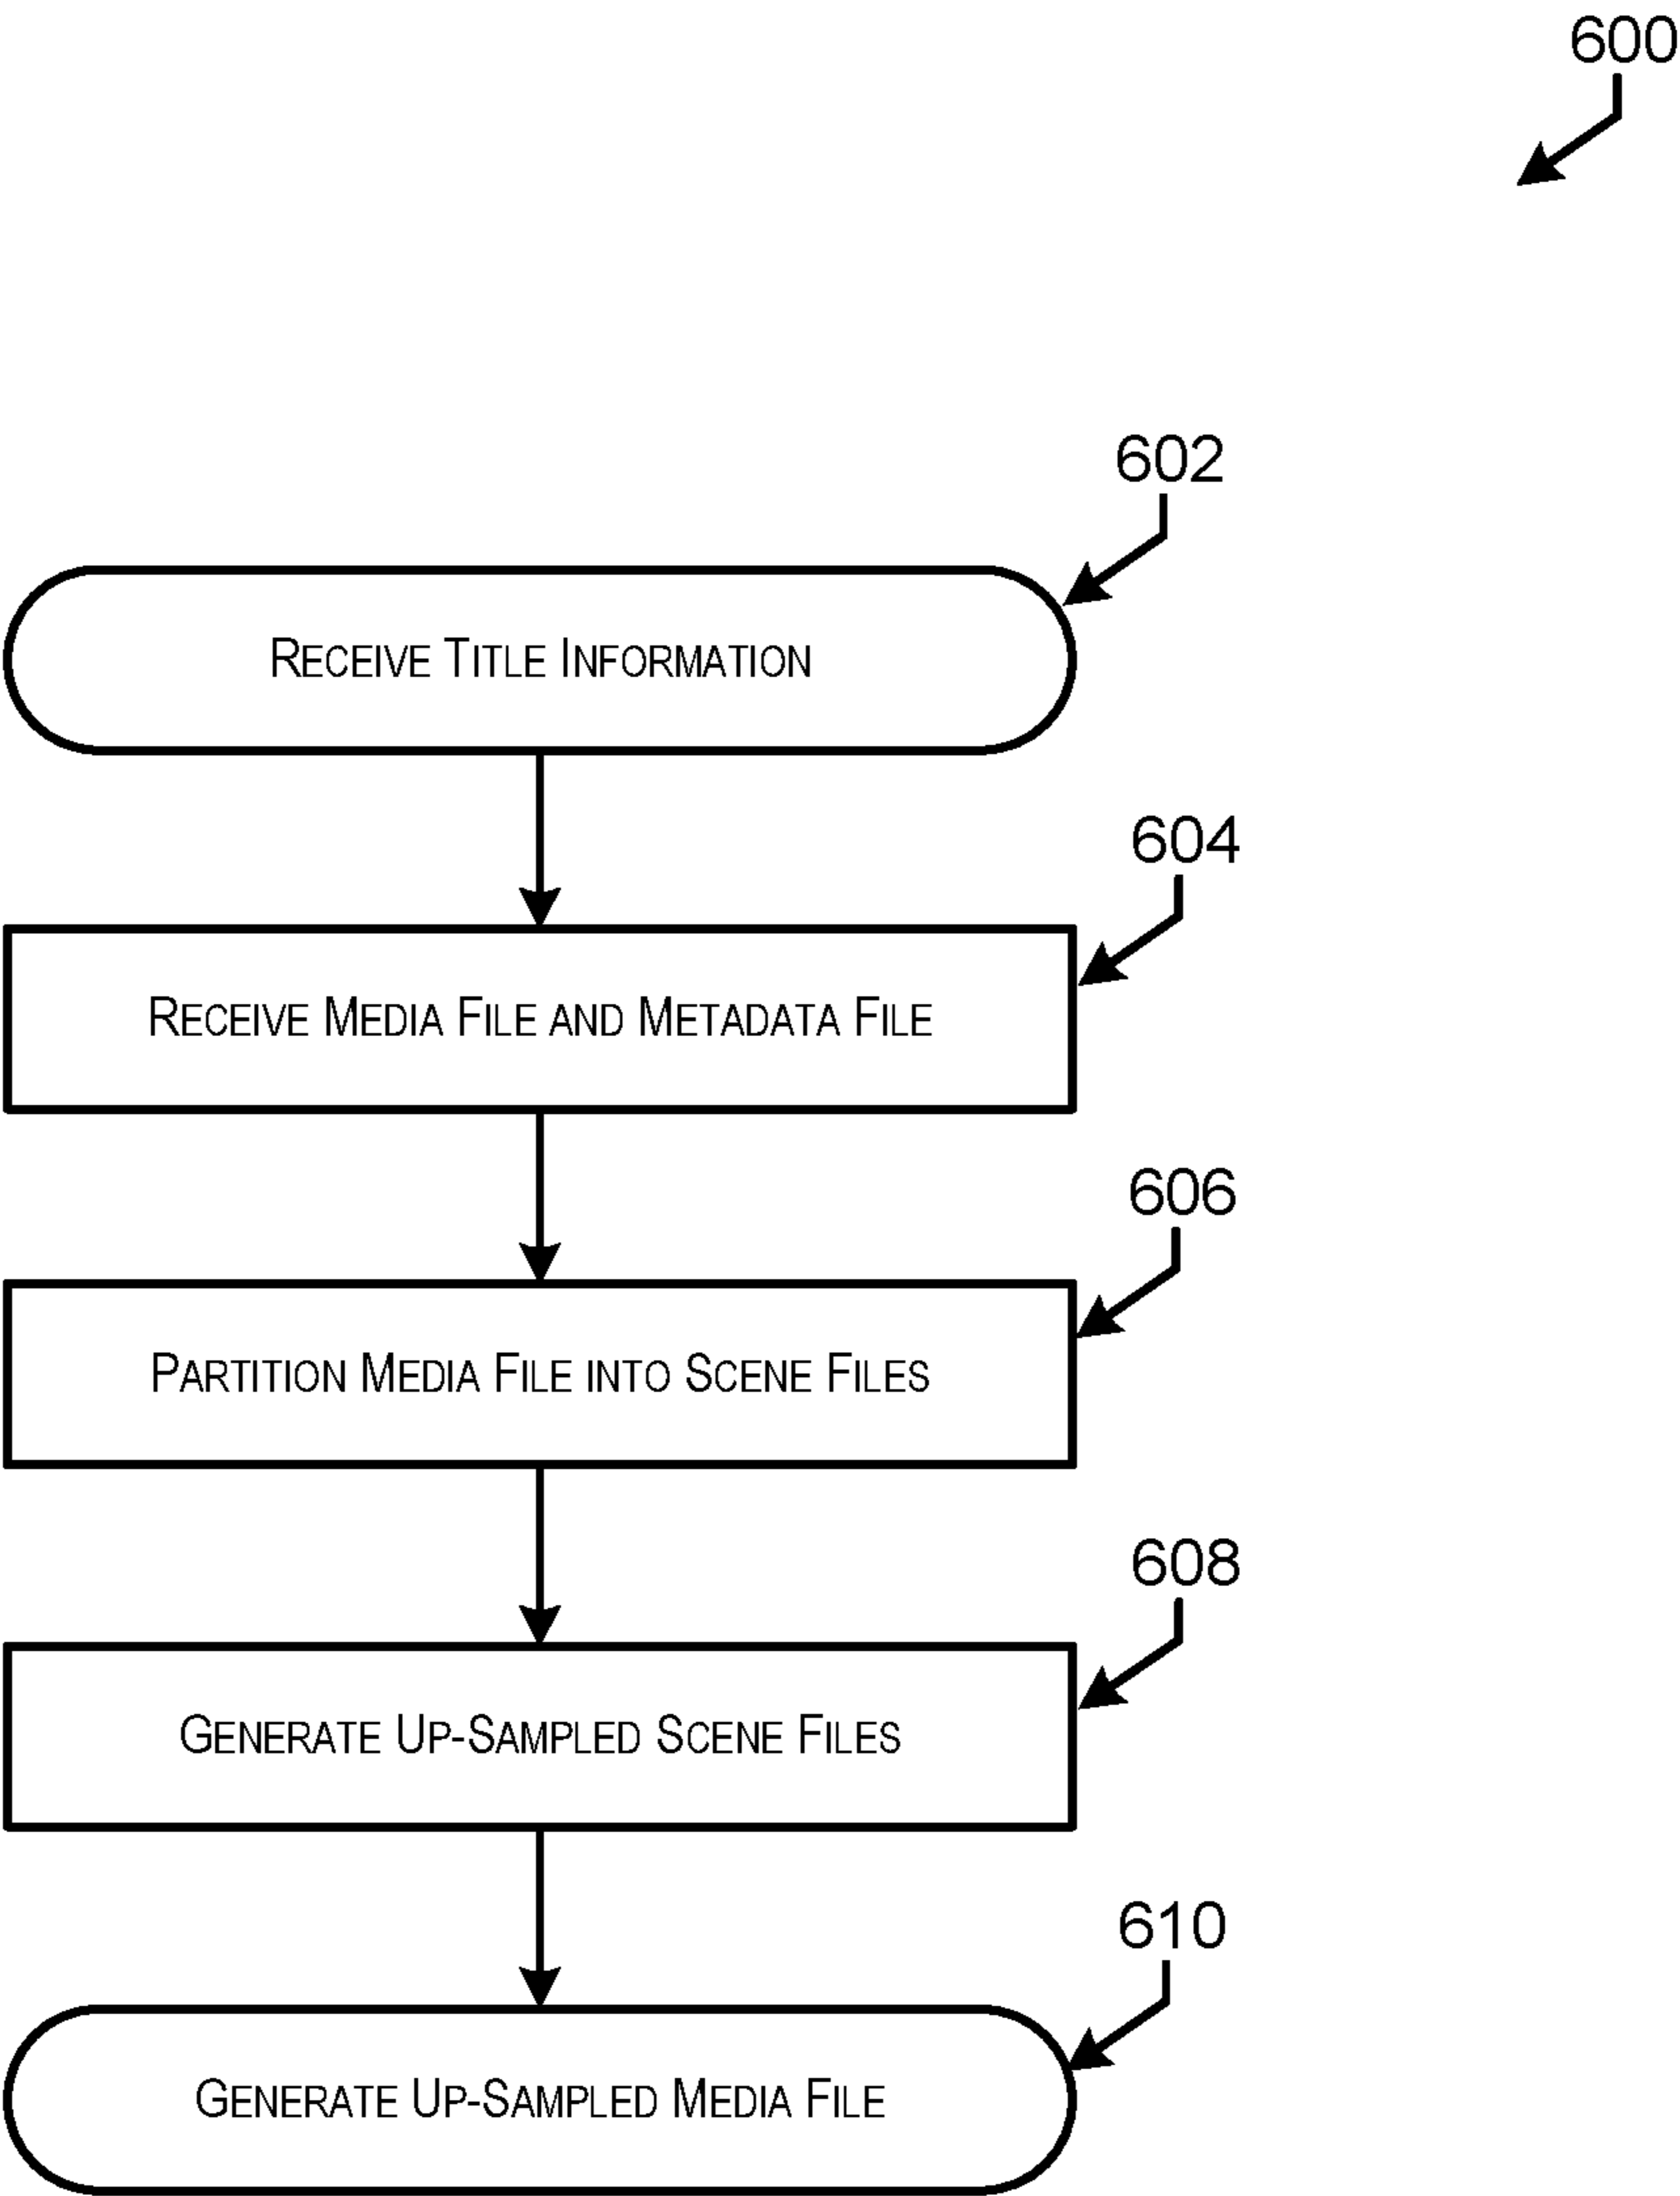 600
602
RECEIVE TITLE INFORMATION
604
RECEIVE MEDIA FILE AND METADATA FILE
606
PARTITION MEDIA FILE INTO SCENE FILES
608
GENERATE UP-SAMPLED SCENE FILES
610
GENERATE UP-SAMPLED MEDIA FILE